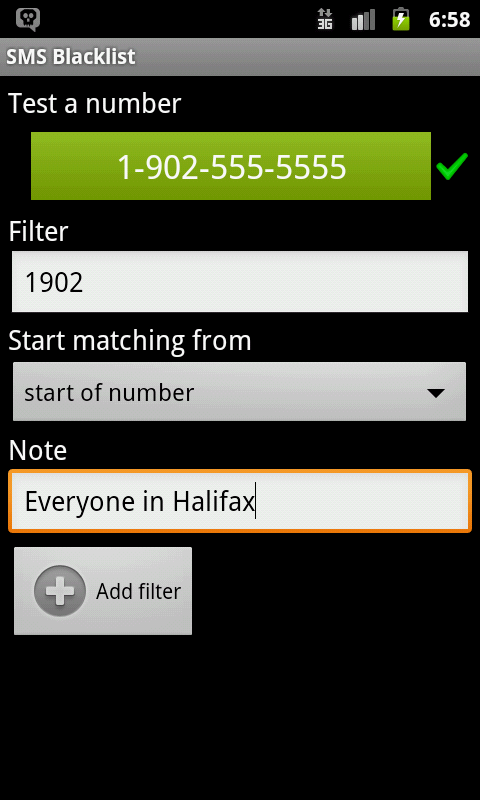 3G 6:58
SMS Blacklist
Test a number
1-902-555-5555
Filter
1902
Start matching from
start of number
Note
Everyone in Halifax
Add filter